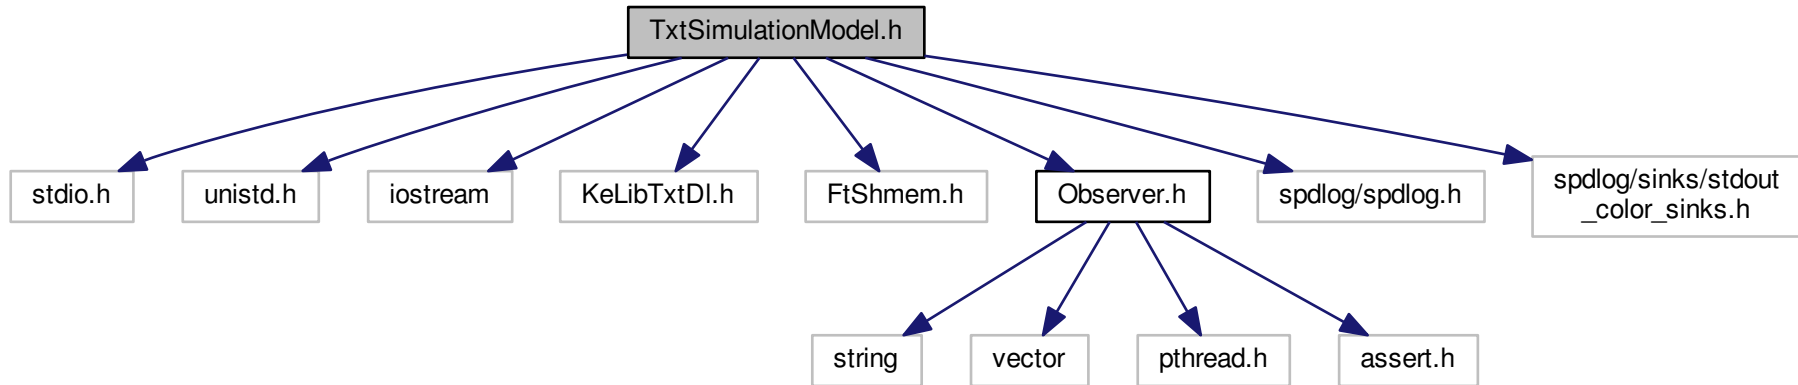 TxtSimulationModel.h
stdio.h
unistd.h
iostream
KeLibTxtDl.h
FtShmem.h
Observer.h
spdlog/spdlog.h
spdlog/sinks/stdout
_color_sinks.h
string
vector
pthread.h
assert.h